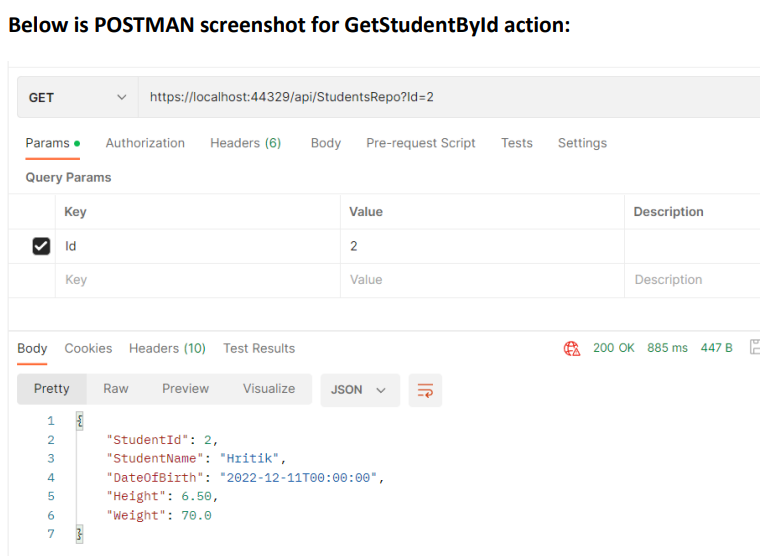 Below is POSTMAN screenshot for GetStudentById action:
GET https://localhost:44329/api/StudentsRepo?Id=2
Params Authorization Headers (6) Body Pre-request Script Tests Settings
Query Params
Key Value Description
Id 2
Key Value Description
Body Cookies Headers (10) Test Results 200 OK 885 ms 447 B
Pretty Raw Preview Visualize JSON
1 {
2 "StudentId": 2,
3 "StudentName": "Hritik",
4 "DateOfBirth": "2022-12-11T00:00:00",
5 "Height": 6.50,
6 "Weight": 70.0
7 }